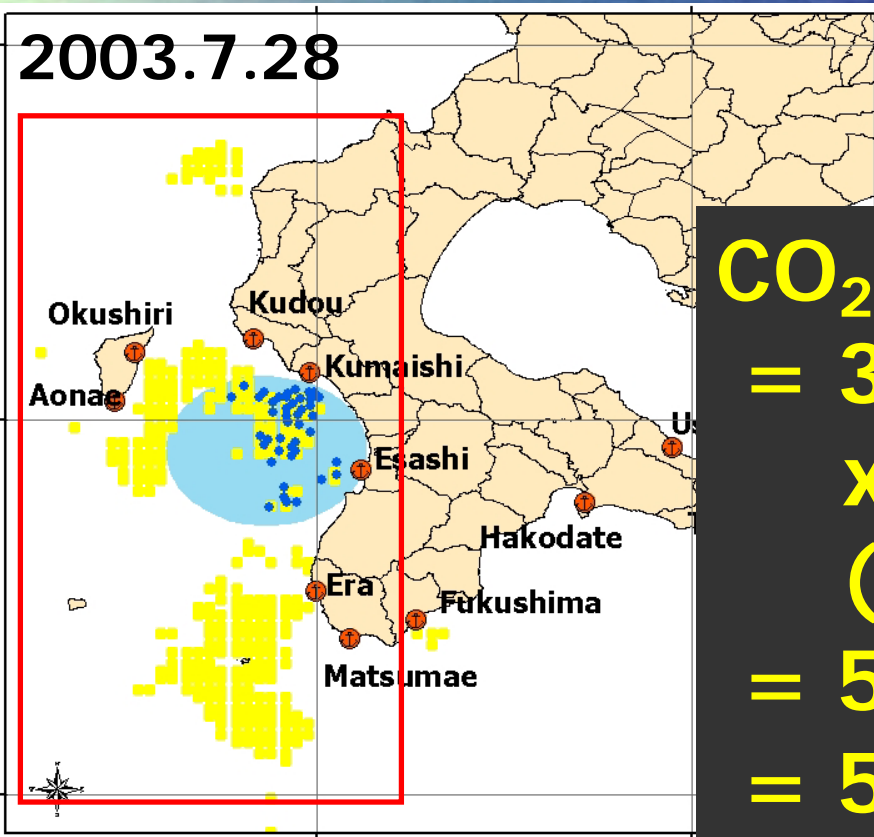 2003.7.28
Okushiri
Kudou
Kumaishi
Aonae
Esashi
Hakodate
Era
Fukushima
Matsumae
CO₂
= 3
x
(
= 5
= 5